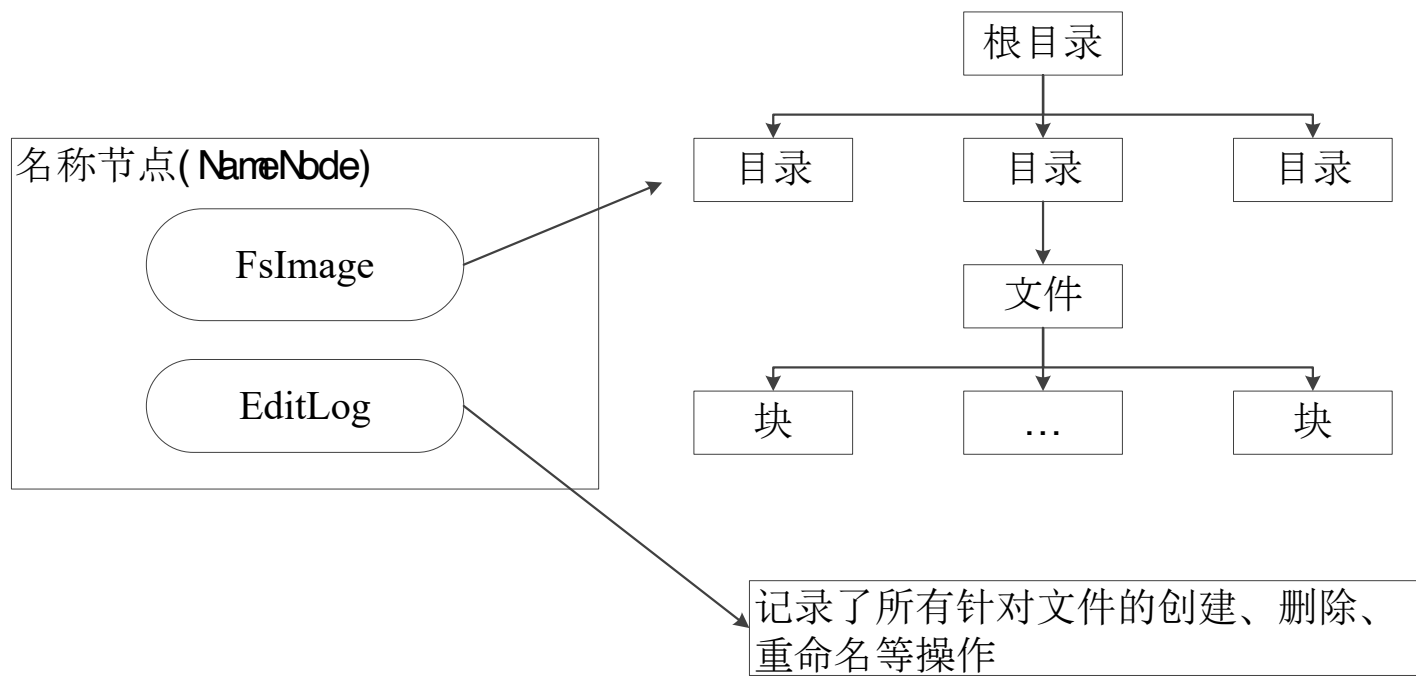 根目录
名称节点(NameNode)
目录
目录
目录
FsImage
文件
EditLog
块
...
块
记录了所有针对文件的创建、删除、
重命名等操作